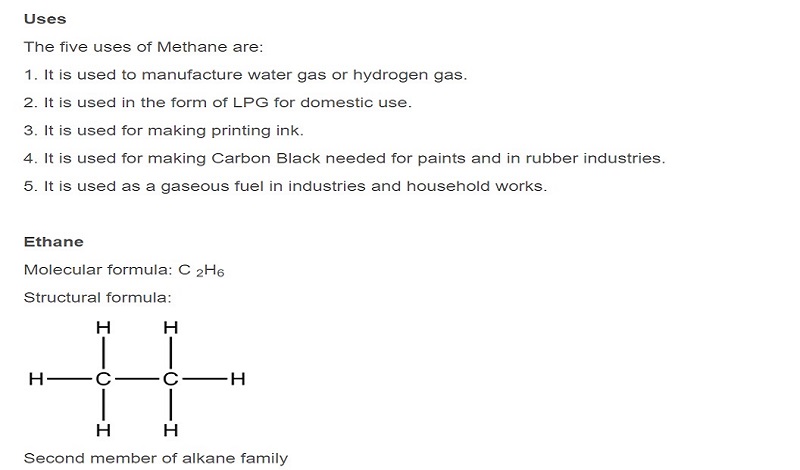 Uses
The five uses of Methane are:
1. It is used to manufacture water gas or hydrogen gas.
2. It is used in the form of LPG for domestic use.
3. It is used for making printing ink.
4. It is used for making Carbon Black needed for paints and in rubber industries.
5. It is used as a gaseous fuel in industries and household works.
Ethane
Molecular formula: C ₂H₆
Structural formula:
H H
H C C H
H H
Second member of alkane family